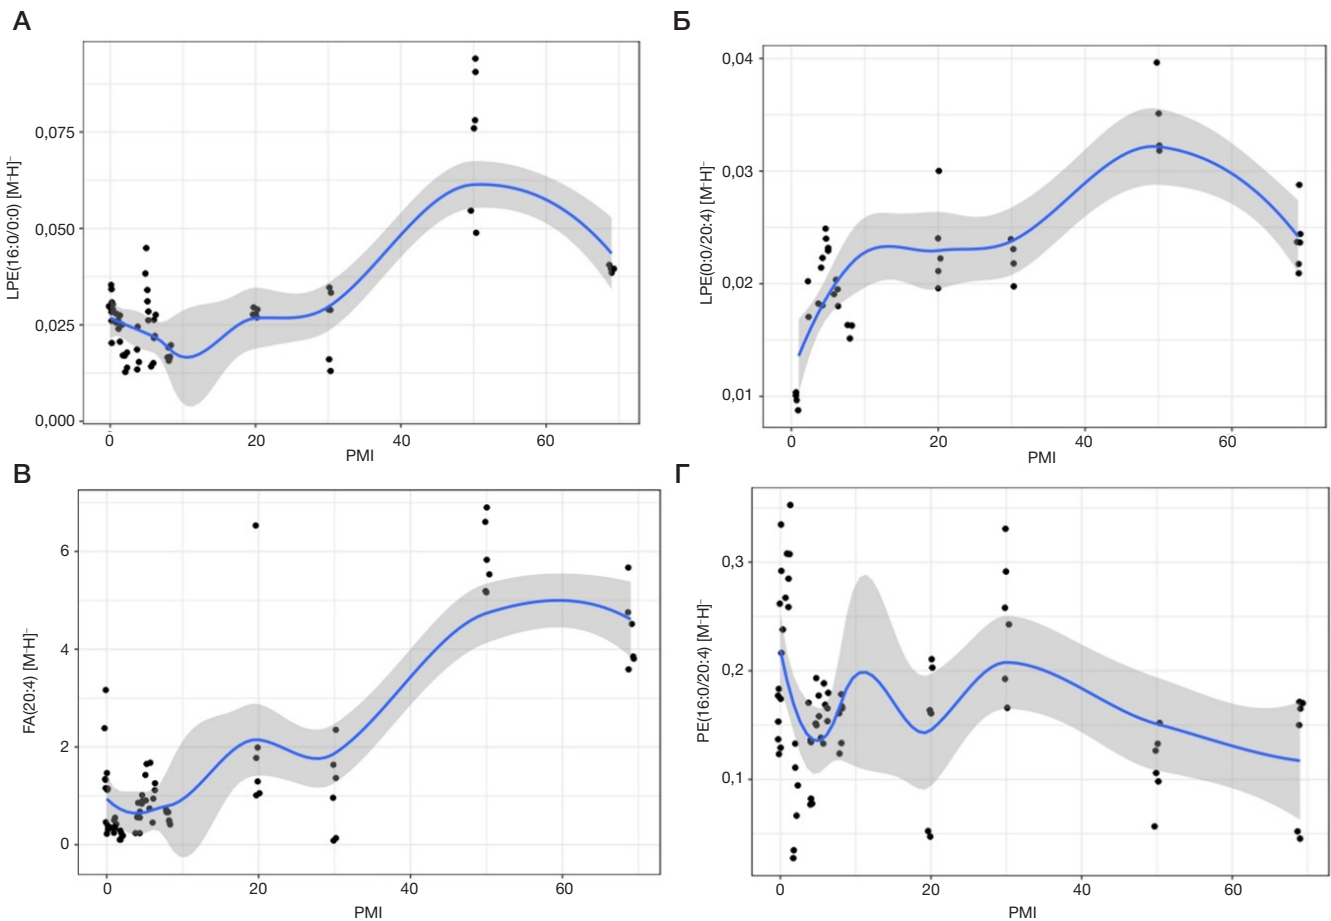 А
LPE(16:0/0:0) [M-H]⁻
0,075
0,050
0,025
0,000
0 20 40 60
PMI
Б
LPE(0:0/20:4) [M-H]⁻
0,04
0,03
0,02
0,01
0 20 40 60
PMI
В
FA(20:4) [M-H]⁻
6
4
2
0
0 20 40 60
PMI
Г
PE(16:0/20:4) [M-H]⁻
0,3
0,2
0,1
0 20 40 60
PMI